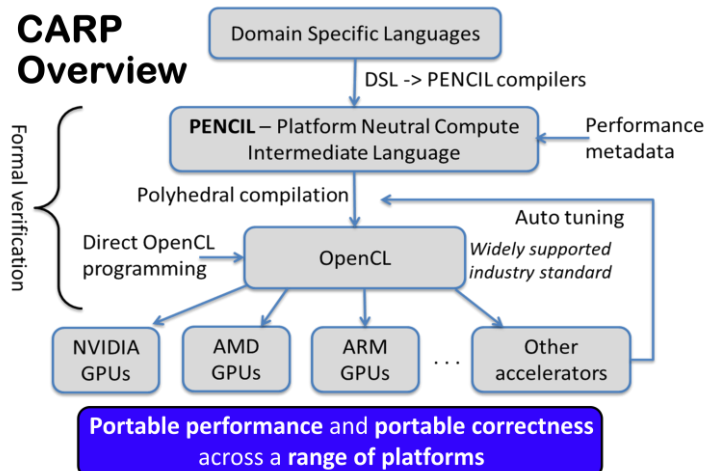 CARP
Overview
Domain Specific Languages
DSL -> PENCIL compilers
Formal verification
PENCIL – Platform Neutral Compute
Intermediate Language
Performance
metadata
Polyhedral compilation
Auto tuning
Direct OpenCL
programming
OpenCL
Widely supported
industry standard
NVIDIA
GPUs
AMD
GPUs
ARM
GPUs
. . .
Other
accelerators
Portable performance and portable correctness
across a range of platforms